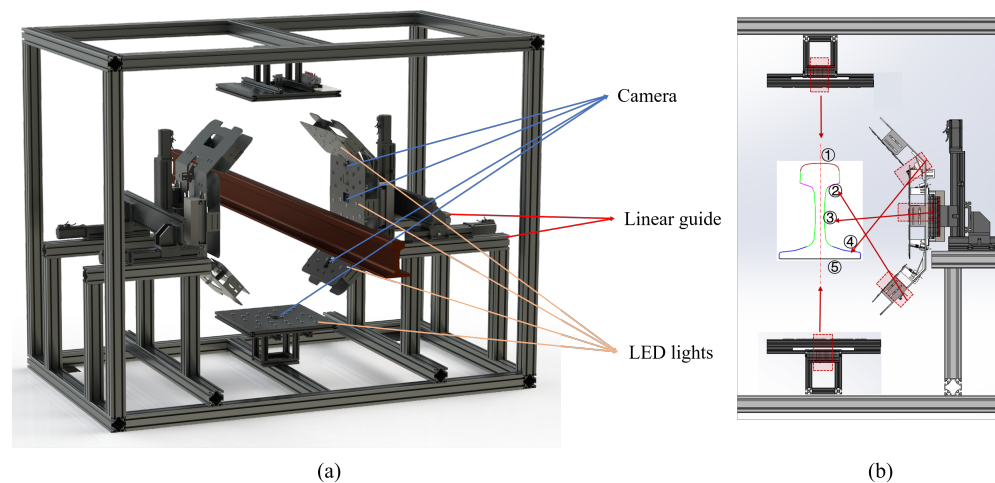 Camera
Linear guide
LED lights
①
②
③
④
⑤
(a)
(b)